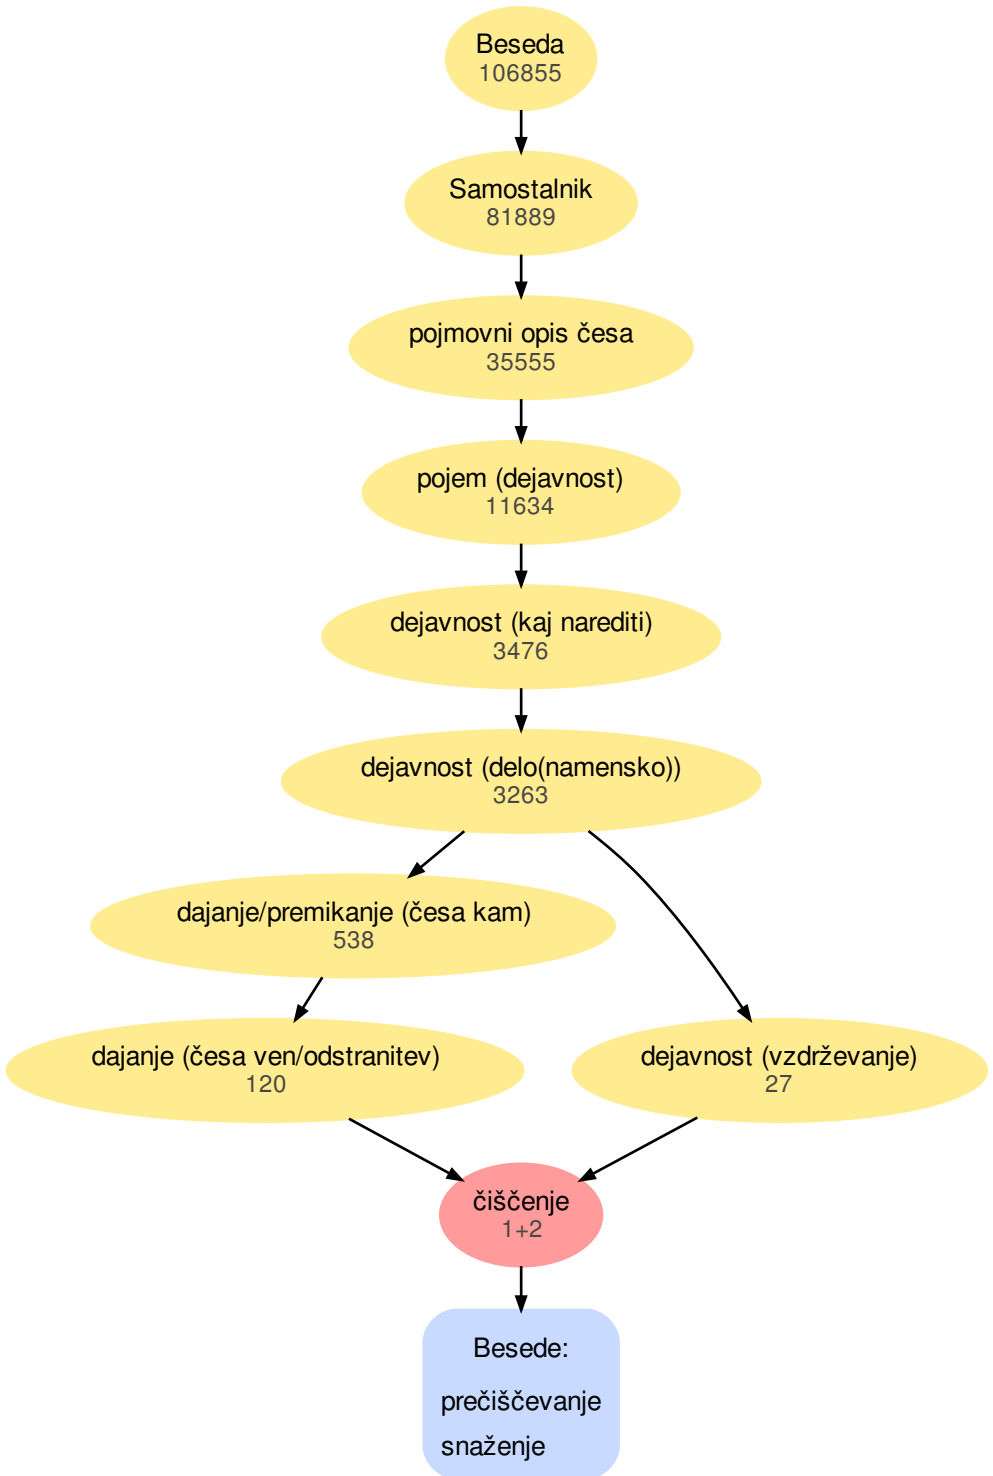 Beseda
106855
Samostalnik
81889
pojmovni opis česa
35555
pojem (dejavnost)
11634
dejavnost (kaj narediti)
3476
dejavnost (delo(namensko))
3263
dajanje/premikanje (česa kam)
538
dajanje (česa ven/odstranitev)
120
dejavnost (vzdrževanje)
27
čiščenje
1+2
Besede:
prečiščevanje
snaženje